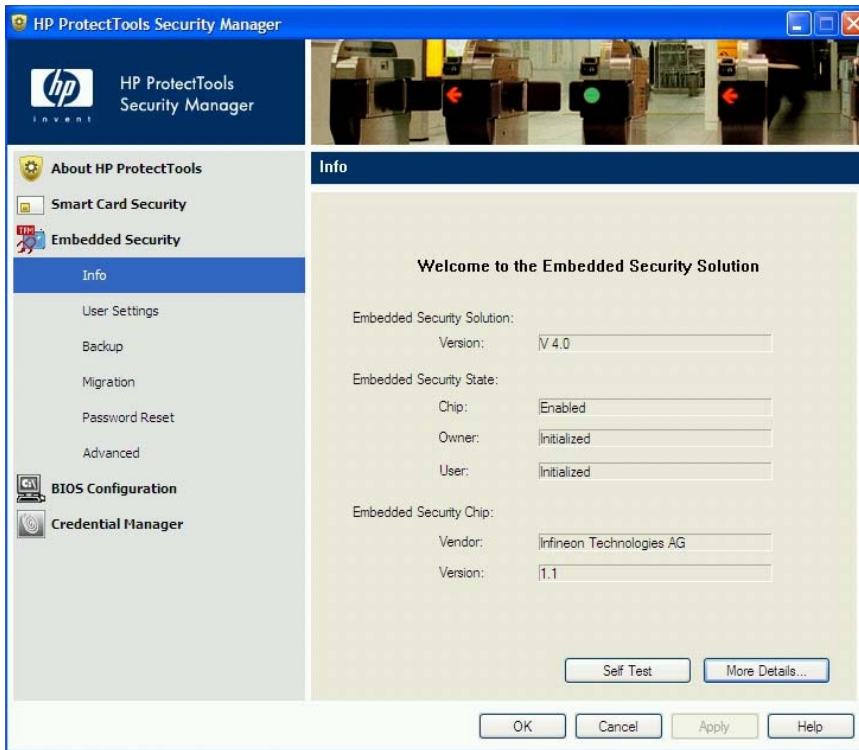 HP ProtectTools Security Manager
hp
invent
HP ProtectTools
Security Manager
About HP ProtectTools
Smart Card Security
TPM
Embedded Security
Info
User Settings
Backup
Migration
Password Reset
Advanced
C:\
BIOS Configuration
Credential Manager
Info
Welcome to the Embedded Security Solution
Embedded Security Solution:
Version: V 4.0
Embedded Security State:
Chip: Enabled
Owner: Initialized
User: Initialized
Embedded Security Chip:
Vendor: Infineon Technologies AG
Version: 1.1
Self Test More Details...
OK Cancel Apply Help